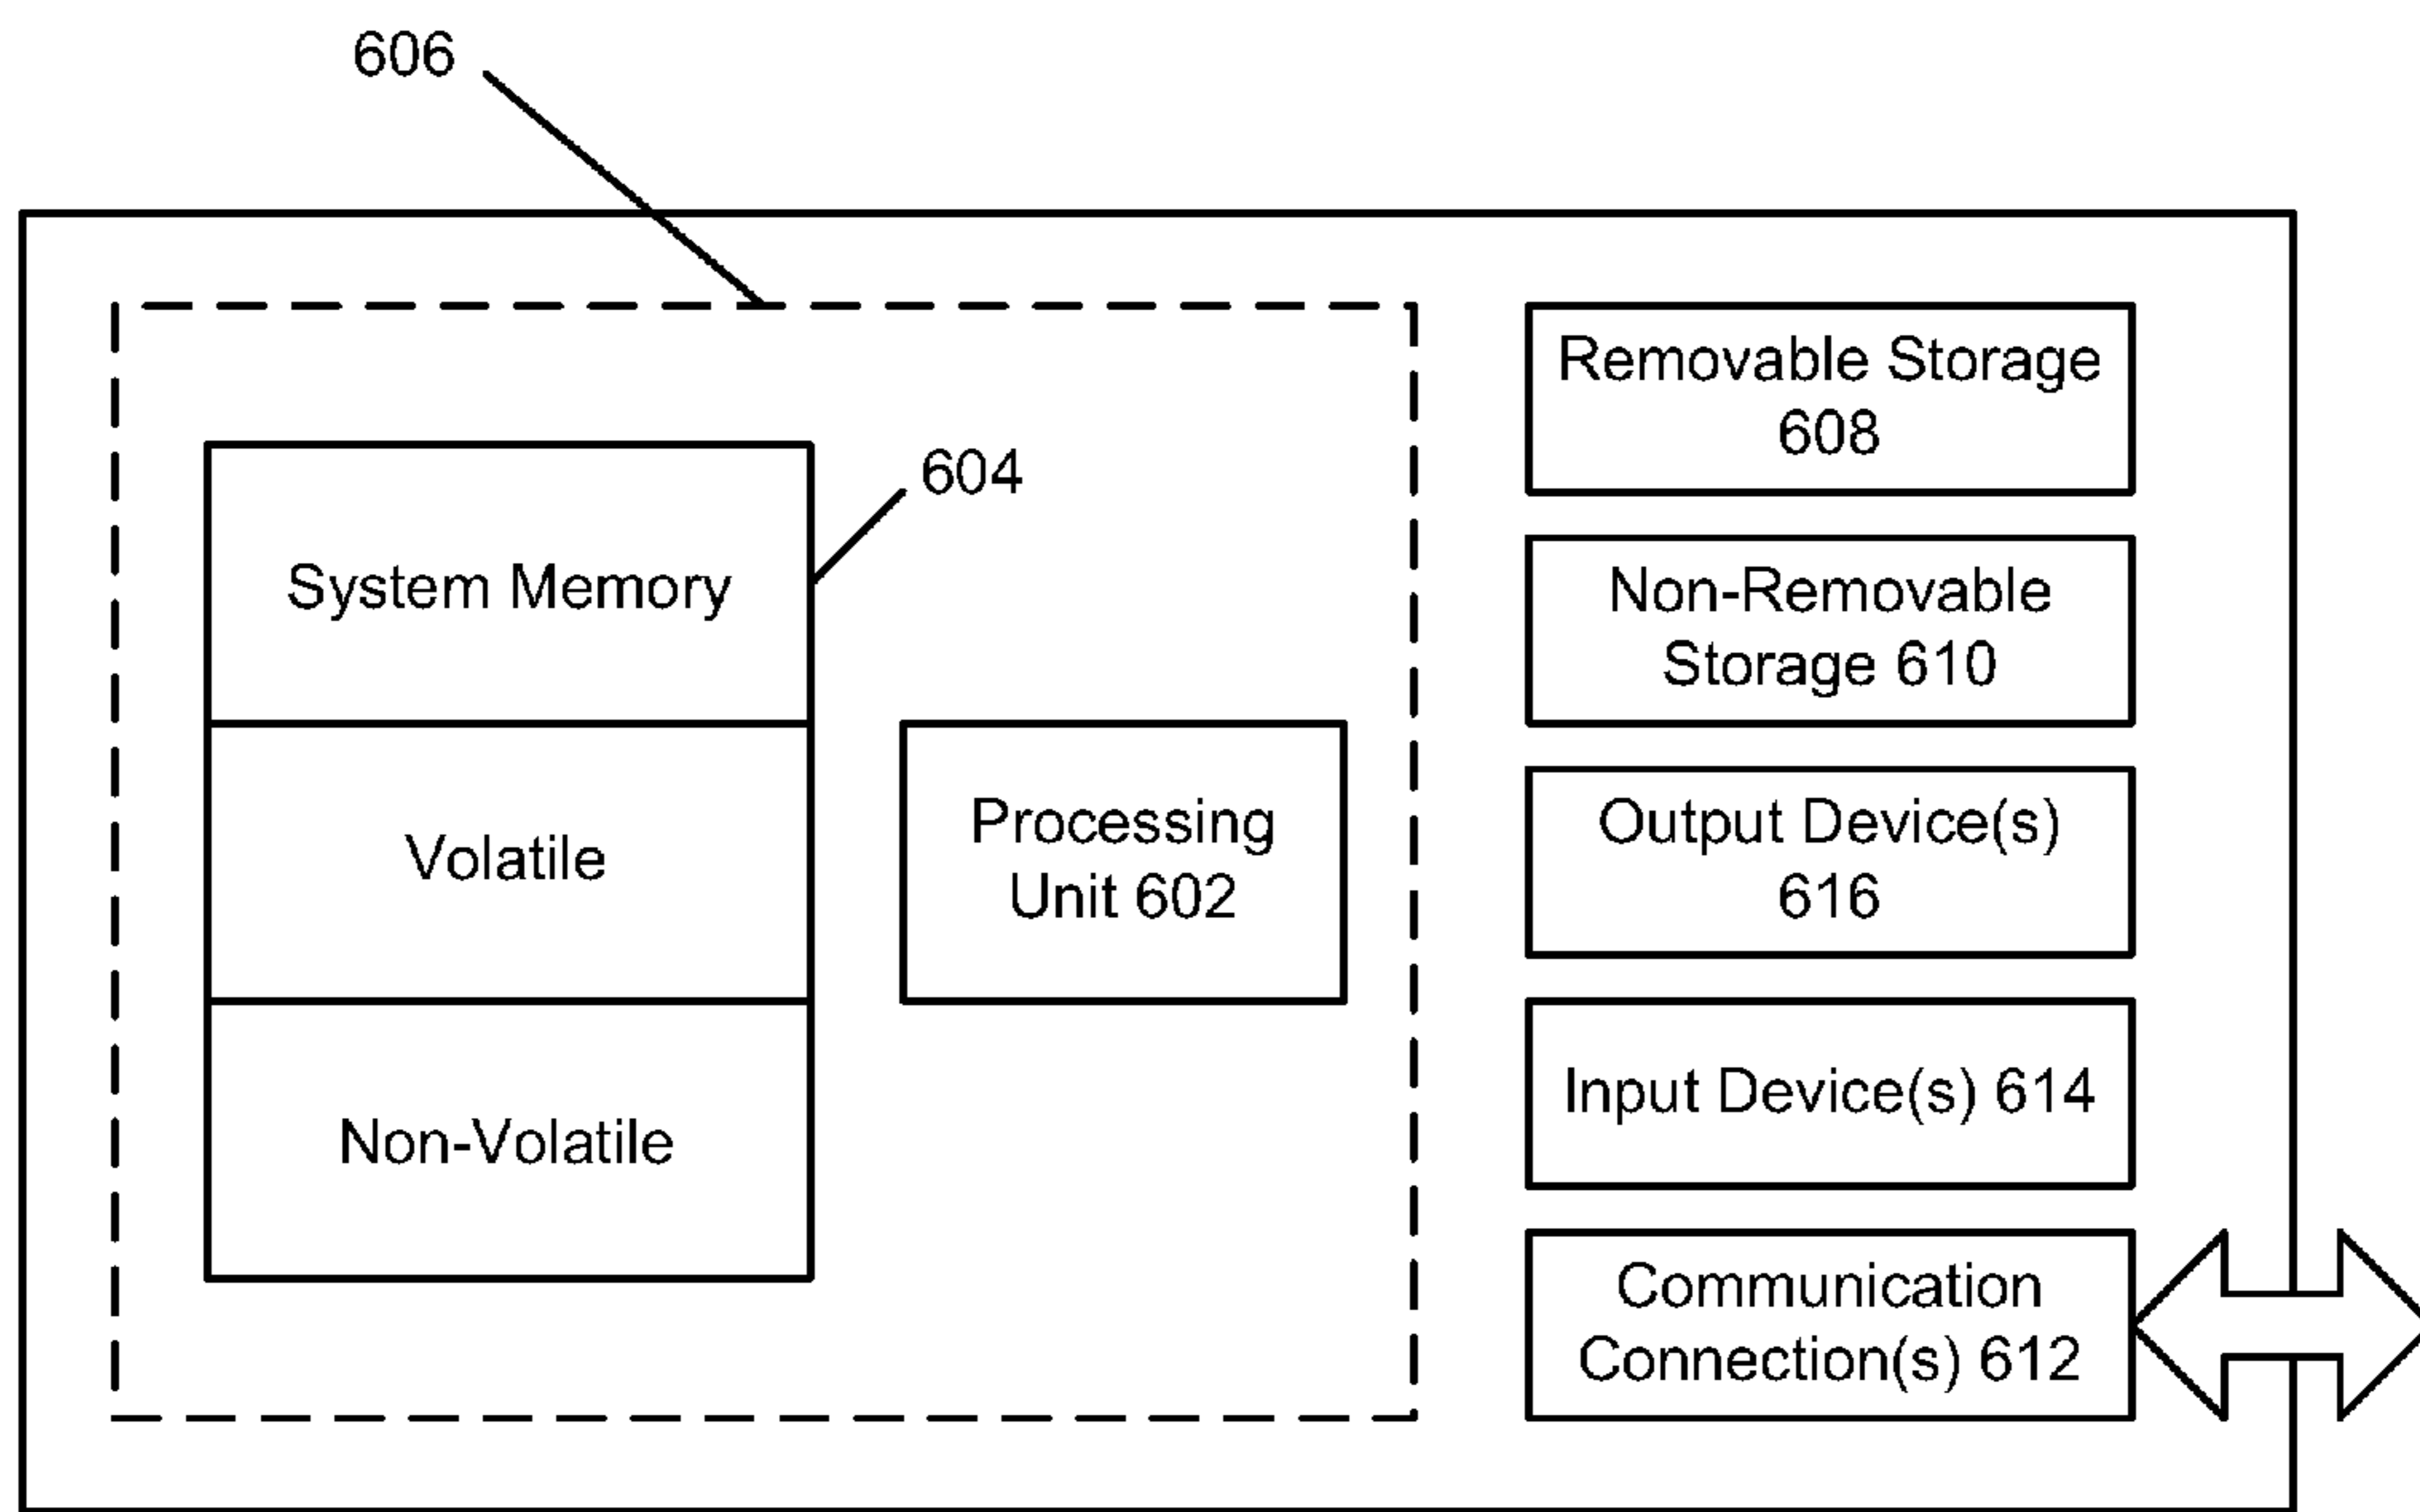 606
604
System Memory
Volatile
Non-Volatile
Processing
Unit 602
Removable Storage
608
Non-Removable
Storage 610
Output Device(s)
616
Input Device(s) 614
Communication
Connection(s) 612